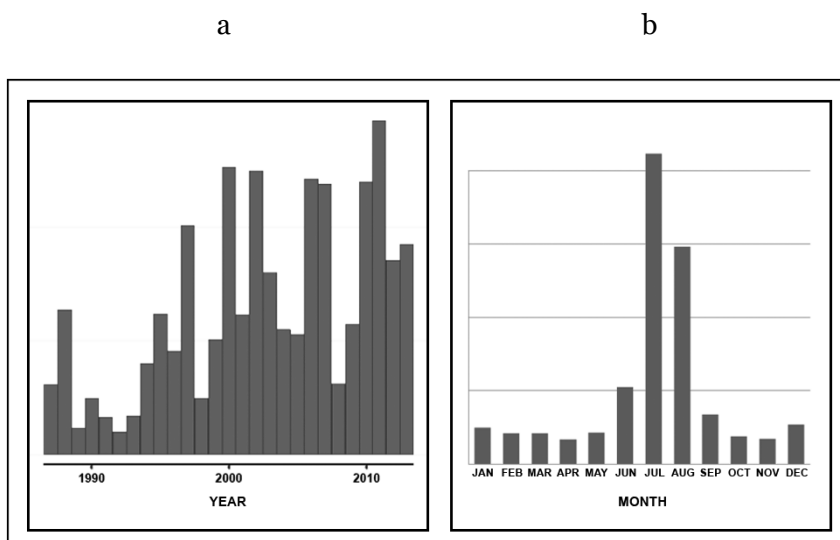 a b
1990 2000 2010
YEAR
JAN FEB MAR APR MAY JUN JUL AUG SEP OCT NOV DEC
MONTH